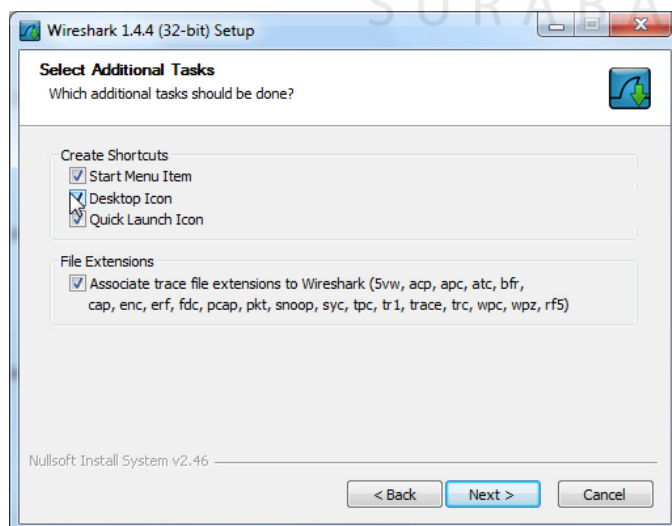 SURABA
Wireshark 1.4.4 (32-bit) Setup
Select Additional Tasks
Which additional tasks should be done?
Create Shortcuts
Start Menu Item
Desktop Icon
Quick Launch Icon
File Extensions
Associate trace file extensions to Wireshark (5vw, acp, apc, atc, bfr,
cap, enc, erf, fdc, pcap, pkt, snoop, syc, tpc, tr1, trace, trc, wpc, wpz, rf5)
Nullsoft Install System v2.46
< Back Next > Cancel